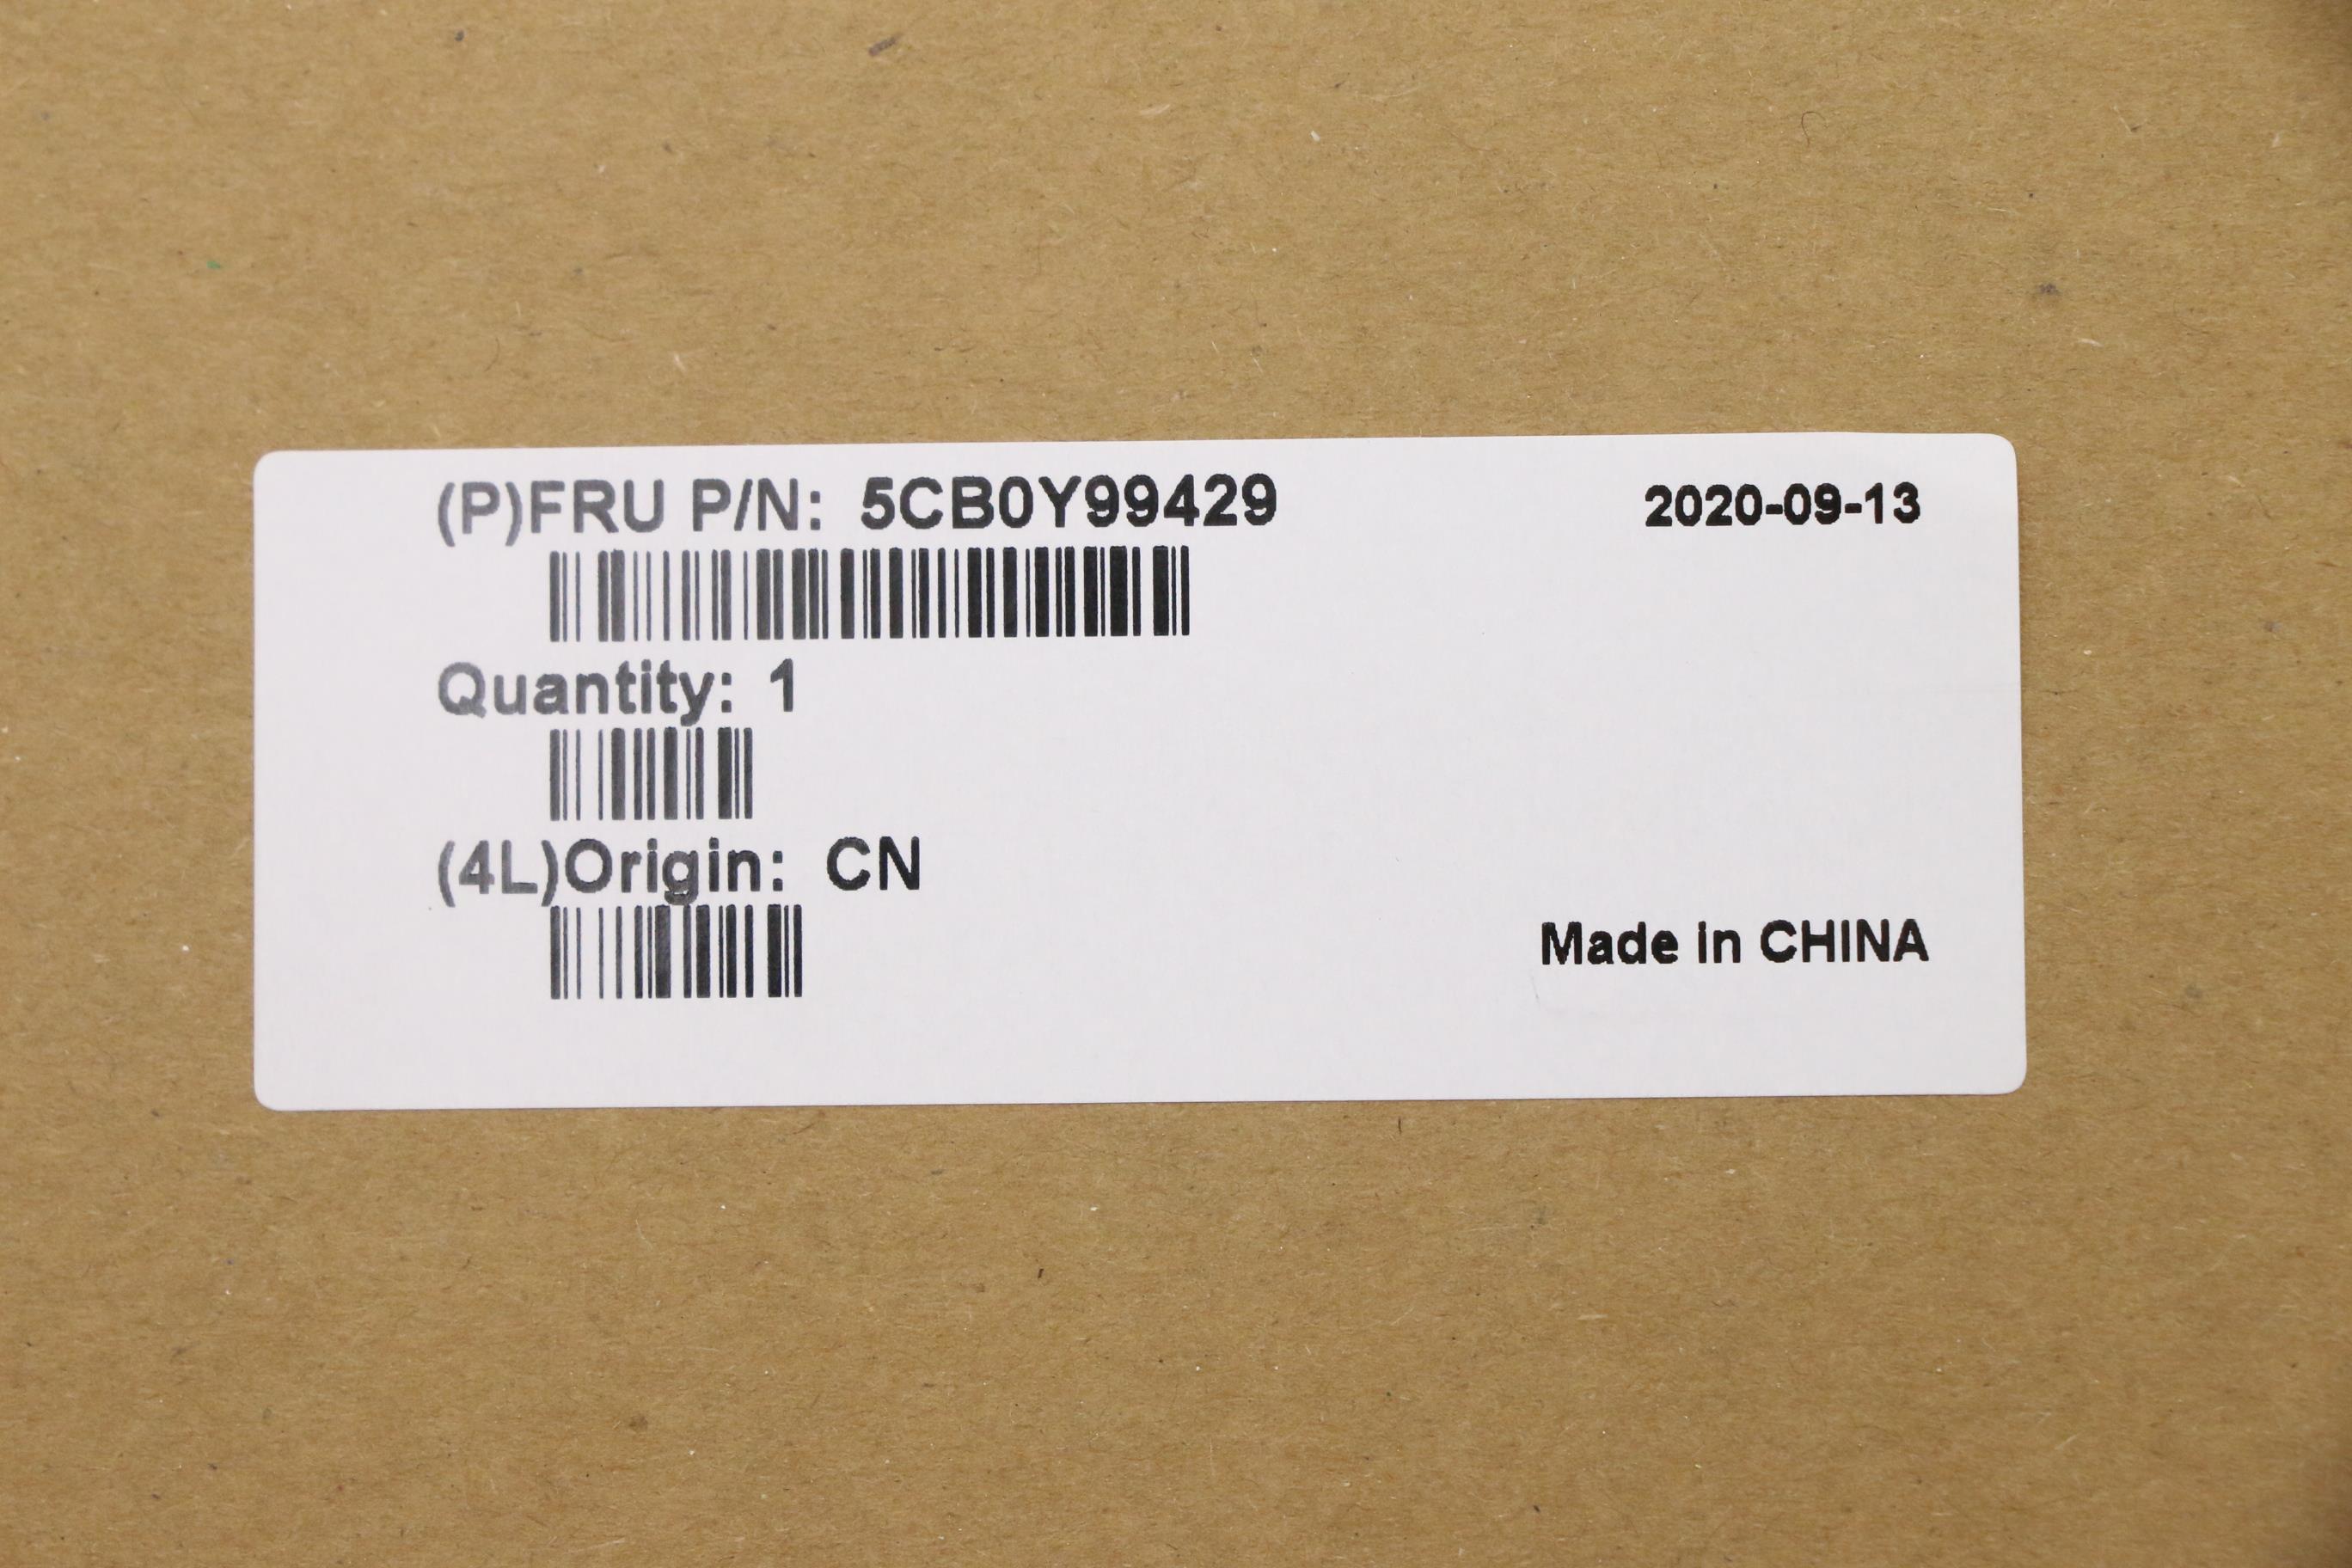 (P)FRU P/N: 5CB0Y99429
2020-09-13
Quantity: 1
(4L)Origin: CN
Made in CHINA